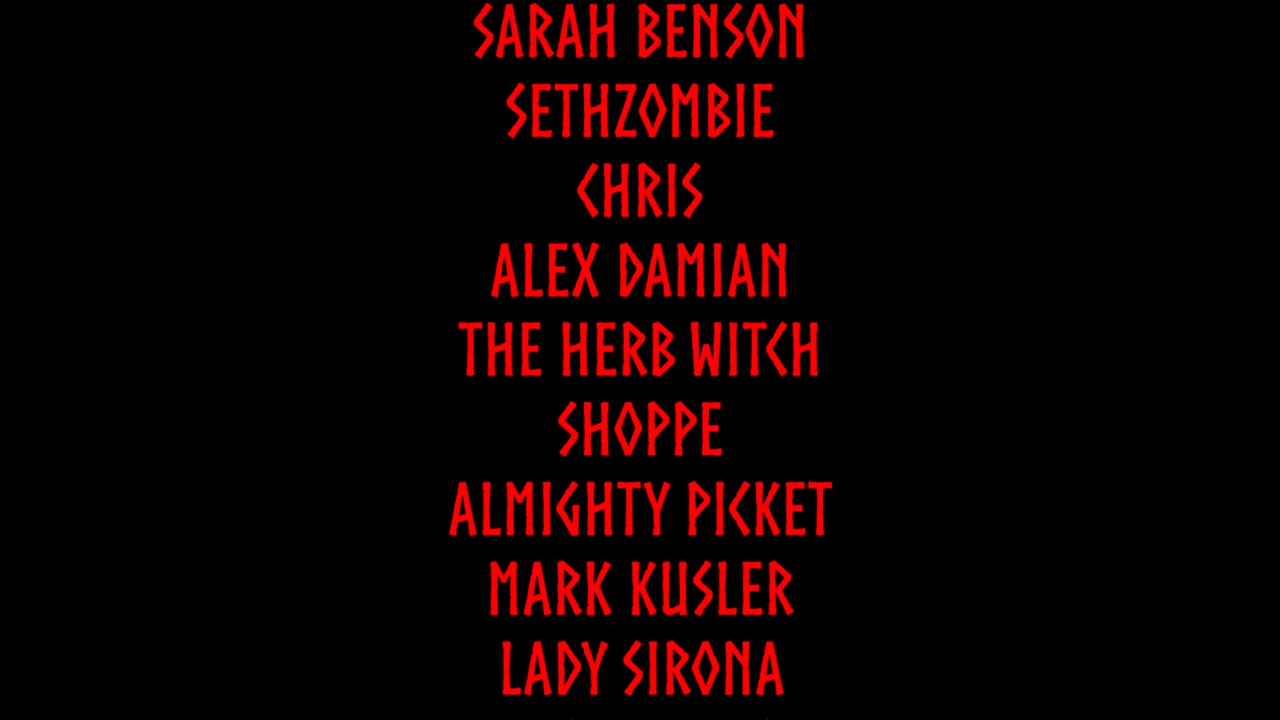 SARAH BENSON
SETHZOMBIE
CHRIS
ALEX DAMIAN
THE HERB WITCH
SHOPPE
ALMIGHTY PICKET
MARK KUSLER
LADY SIRONA